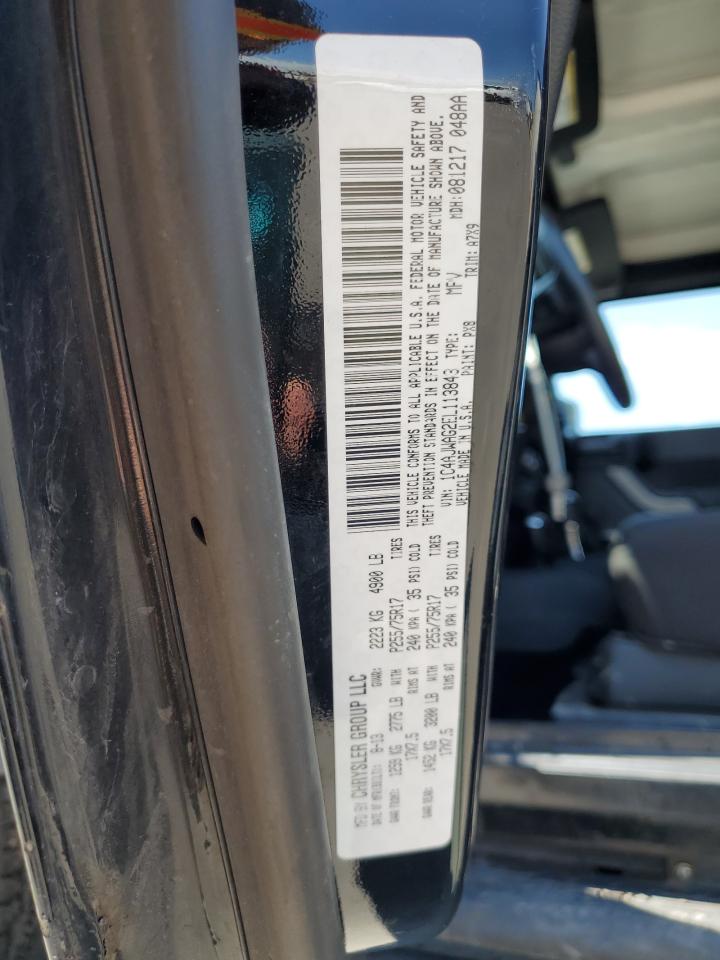 MFD BY CHRYSLER GROUP LLC
DATE OF MFR 8-13 GVWR: 2223 KG 4900 LB
GAWR FRONT: 1259 KG 2775 LB WITH P255/75R17 TIRES
17X7.5 RIMS AT 240 KPA ( 35 PSI) COLD
GAWR REAR: 1452 KG 3200 LB WITH P255/75R17 TIRES
17X7.5 RIMS AT 240 KPA ( 35 PSI) COLD
THIS VEHICLE CONFORMS TO ALL APPLICABLE U.S.A. FEDERAL MOTOR VEHICLE SAFETY AND
THEFT PREVENTION STANDARDS IN EFFECT ON THE DATE OF MANUFACTURE SHOWN ABOVE.
VIN: 1C4AJWAG2EL113843 TYPE: MPV MDH: 081217 048AA
VEHICLE MADE IN U.S.A. PAINT: PX8 TRIM: A7X9